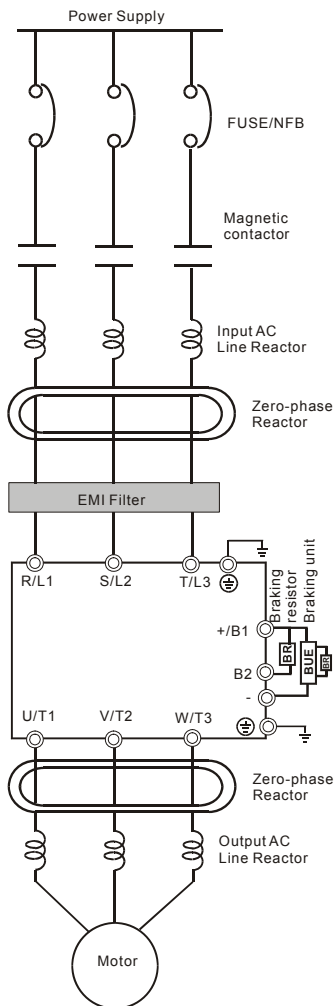 Power Supply
FUSE/NFB
Magnetic
contactor
Input AC
Line Reactor
Zero-phase
Reactor
EMI Filter
R/L1
S/L2
T/L3
Braking
resistor
Braking unit
+/B1
BR
BUE
BR
B2
-
U/T1
V/T2
W/T3
Zero-phase
Reactor
Output AC
Line Reactor
Motor